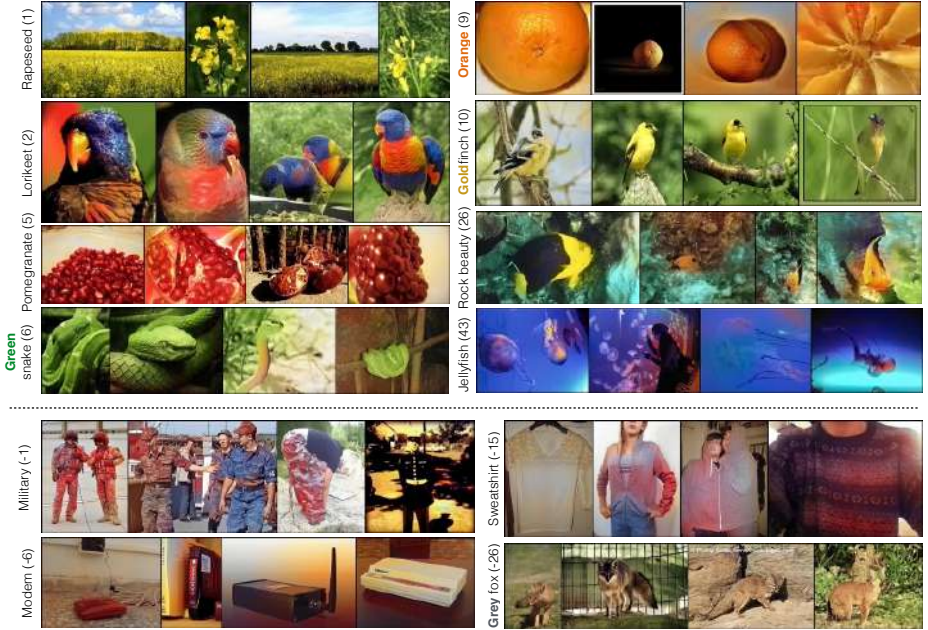 Rapeseed (1)
Lorikeet (2)
Pomegranate (5)
Green
snake (6)
Orange (9)
Goldfinch (10)
Rock beauty (26)
Jellyfish (43)
Military (-1)
Modem (-6)
Sweatshirt (-15)
Grey fox (-26)